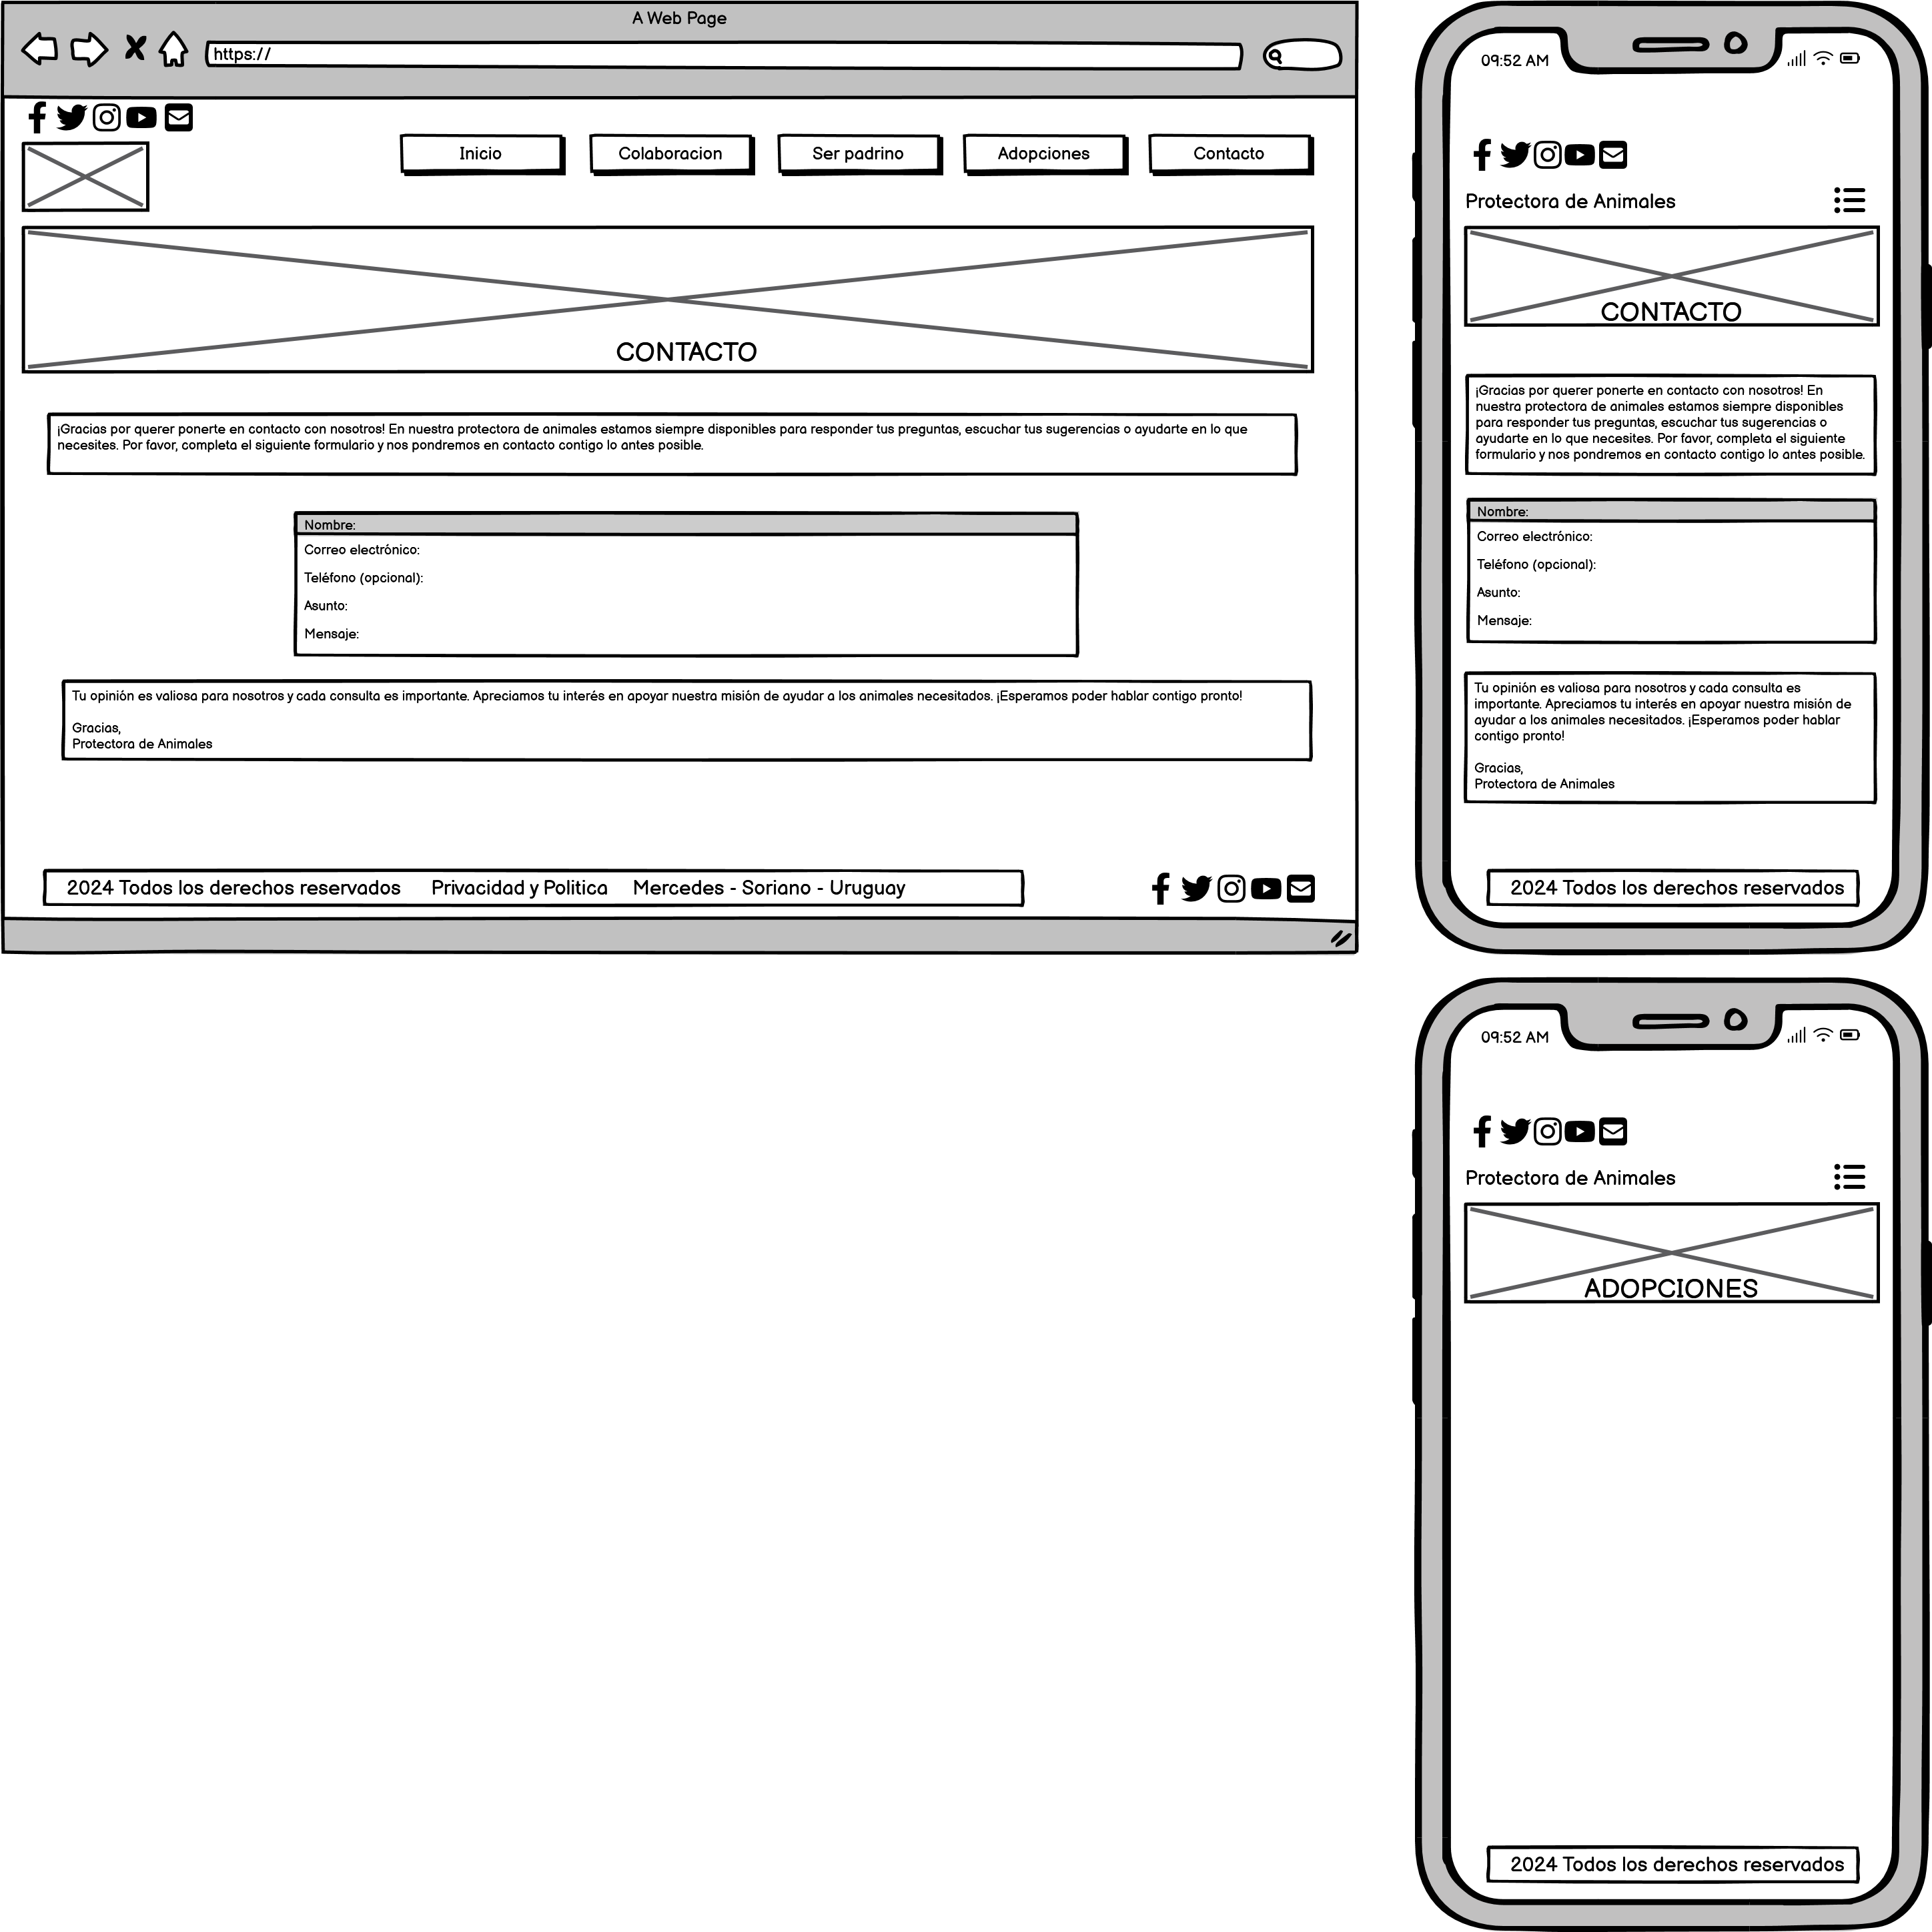 A Web Page
https://
Inicio
Colaboracion
Ser padrino
Adopciones
Contacto
CONTACTO
¡Gracias por querer ponerte en contacto con nosotros! En nuestra protectora de animales estamos siempre disponibles para responder tus preguntas, escuchar tus sugerencias o ayudarte en lo que
necesites. Por favor, completa el siguiente formulario y nos pondremos en contacto contigo lo antes posible.
Nombre:
Correo electrónico:
Teléfono (opcional):
Asunto:
Mensaje:
Tu opinión es valiosa para nosotros y cada consulta es importante. Apreciamos tu interés en apoyar nuestra misión de ayudar a los animales necesitados. ¡Esperamos poder hablar contigo pronto!
Gracias,
Protectora de Animales
2024 Todos los derechos reservados Privacidad y Politica Mercedes - Soriano - Uruguay
09:52 AM
Protectora de Animales
CONTACTO
¡Gracias por querer ponerte en contacto con nosotros! En
nuestra protectora de animales estamos siempre disponibles
para responder tus preguntas, escuchar tus sugerencias o
ayudarte en lo que necesites. Por favor, completa el siguiente
formulario y nos pondremos en contacto contigo lo antes posible.
Nombre:
Correo electrónico:
Teléfono (opcional):
Asunto:
Mensaje:
Tu opinión es valiosa para nosotros y cada consulta es
importante. Apreciamos tu interés en apoyar nuestra misión de
ayudar a los animales necesitados. ¡Esperamos poder hablar
contigo pronto!
Gracias,
Protectora de Animales
2024 Todos los derechos reservados
09:52 AM
Protectora de Animales
ADOPCIONES
2024 Todos los derechos reservados